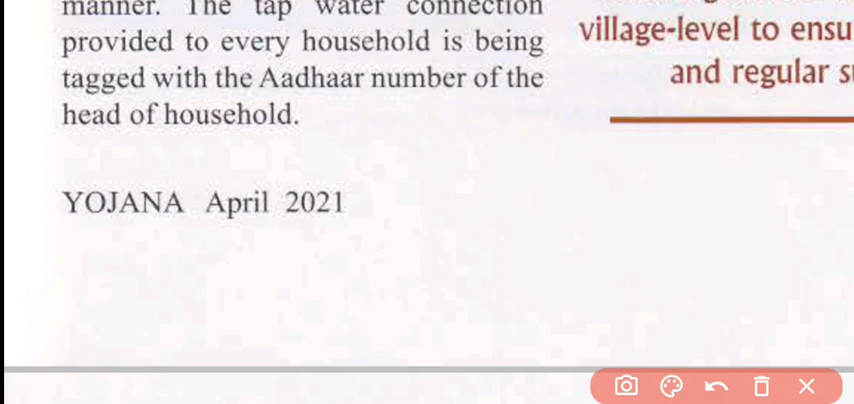 manner. The tap water connection
provided to every household is being
tagged with the Aadhaar number of the
head of household.
YOJANA April 2021
village-level to ensu
and regular